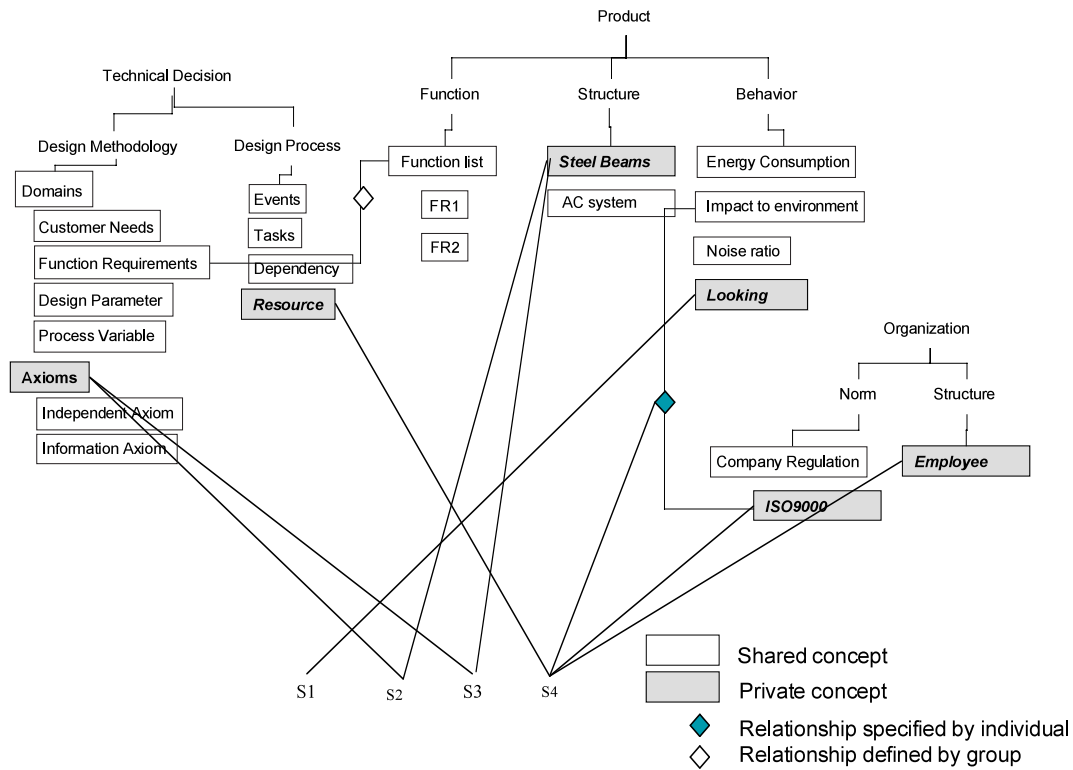 Product
Technical Decision
Function
Structure
Behavior
Design Methodology
Design Process
Function list
Steel Beams
Energy Consumption
Domains
Events
FR1
AC system
Impact to environment
Customer Needs
Tasks
FR2
Noise ratio
Function Requirements
Dependency
Design Parameter
Resource
Looking
Process Variable
Organization
Axioms
Norm
Structure
Independent Axiom
Information Axiom
Company Regulation
Employee
ISO9000
S1
S2
S3
S4
Shared concept
Private concept
Relationship specified by individual
Relationship defined by group